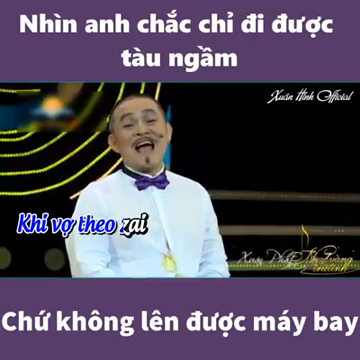 Nhìn anh chắc chỉ đi được
tàu ngầm
Xuân Hinh Official
Khi vợ theo zai
Chứ không lên được máy bay